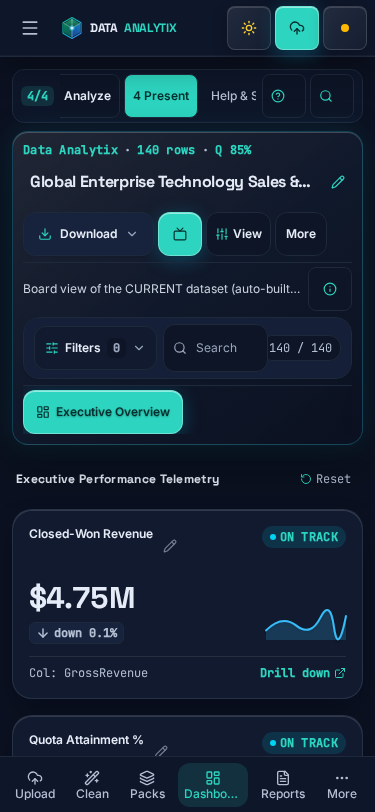 DATA ANALYTIX
4/4 Analyze 4 Present Help & S
Data Analytix · 140 rows · Q 85%
Global Enterprise Technology Sales &...
Download View More
Board view of the CURRENT dataset (auto-built...
Filters 0 Search 140 / 140
Executive Overview
Executive Performance Telemetry Reset
Closed-Won Revenue ON TRACK
$4.75M
↓ down 0.1%
Col: GrossRevenue Drill down
Quota Attainment % ON TRACK
Upload Clean Packs Dashbo... Reports More